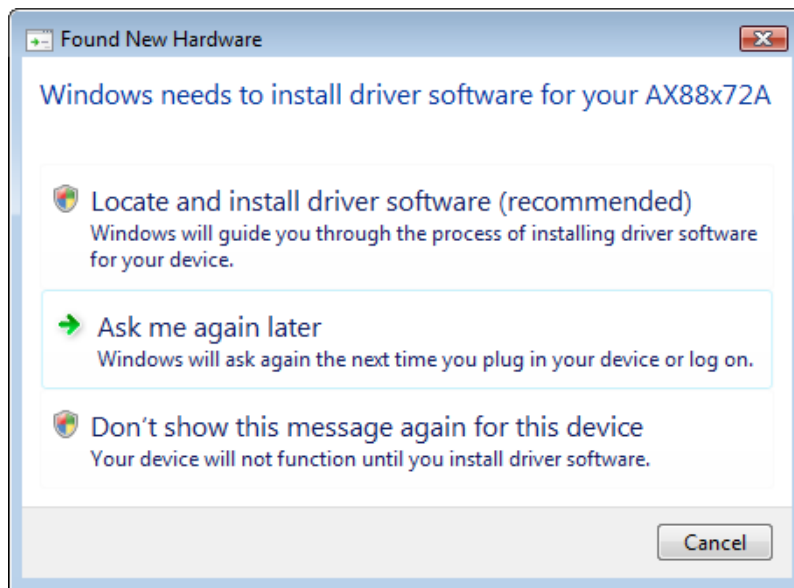 Found New Hardware
Windows needs to install driver software for your AX88x72A
Locate and install driver software (recommended)
Windows will guide you through the process of installing driver software
for your device.
Ask me again later
Windows will ask again the next time you plug in your device or log on.
Don't show this message again for this device
Your device will not function until you install driver software.
Cancel